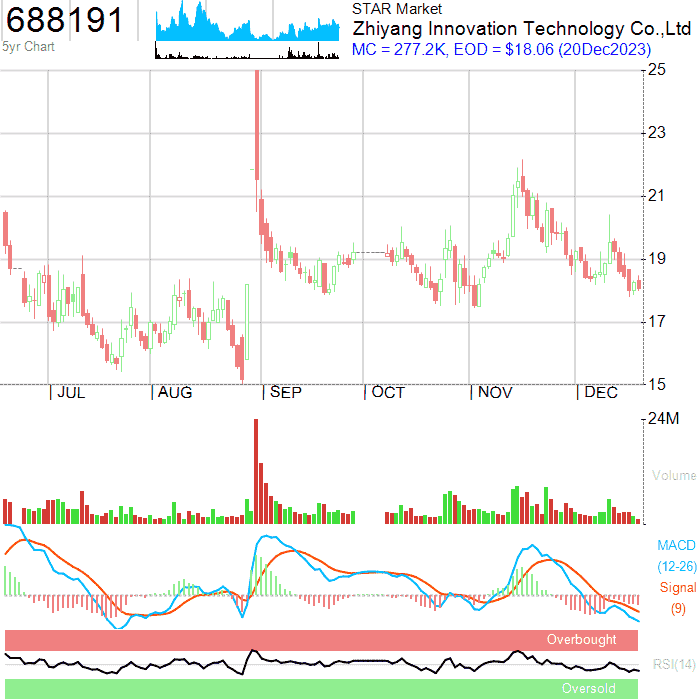 688191
5yr Chart
STAR Market
Zhiyang Innovation Technology Co.,Ltd
MC = 277.2K, EOD = $18.06 (20Dec2023)
25
23
21
19
17
15
| JUL | AUG | SEP | OCT | NOV | DEC
24M
Volume
MACD
(12-26)
Signal
(9)
Overbought
RSI(14)
Oversold